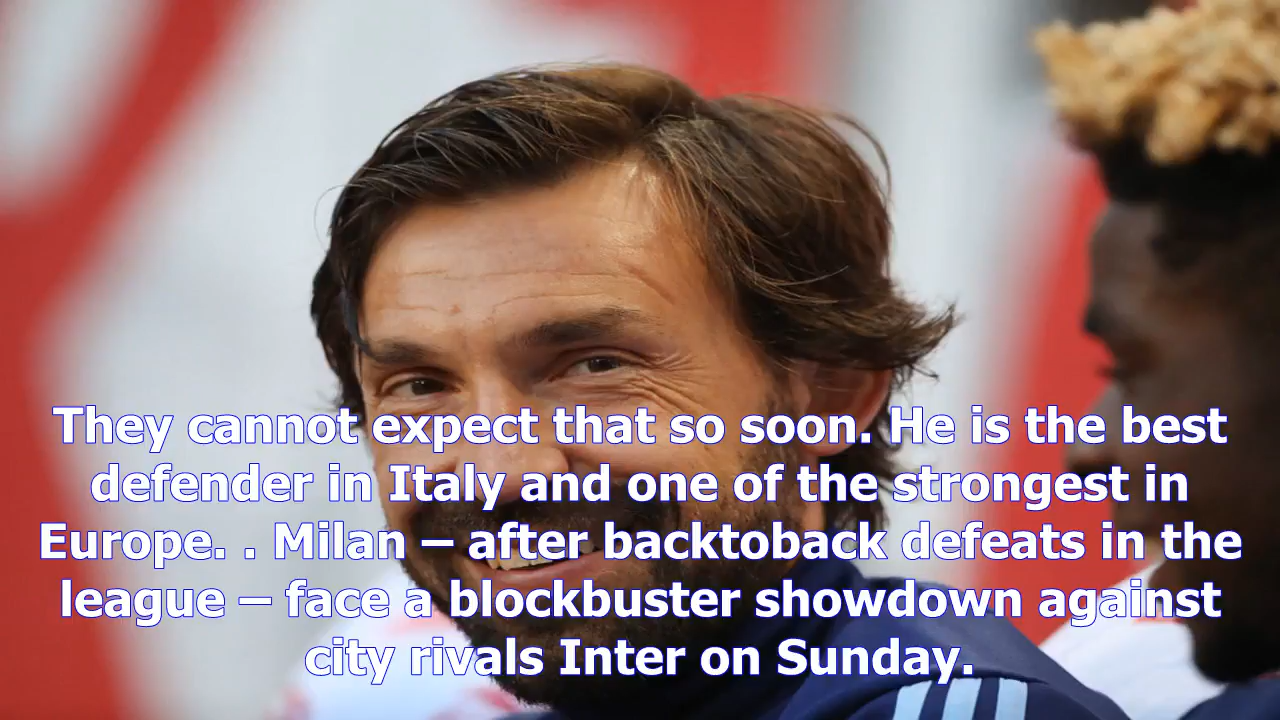 They cannot expect that so soon. He is the best
defender in Italy and one of the strongest in
Europe. . Milan – after backtoback defeats in the
league – face a blockbuster showdown against
city rivals Inter on Sunday.